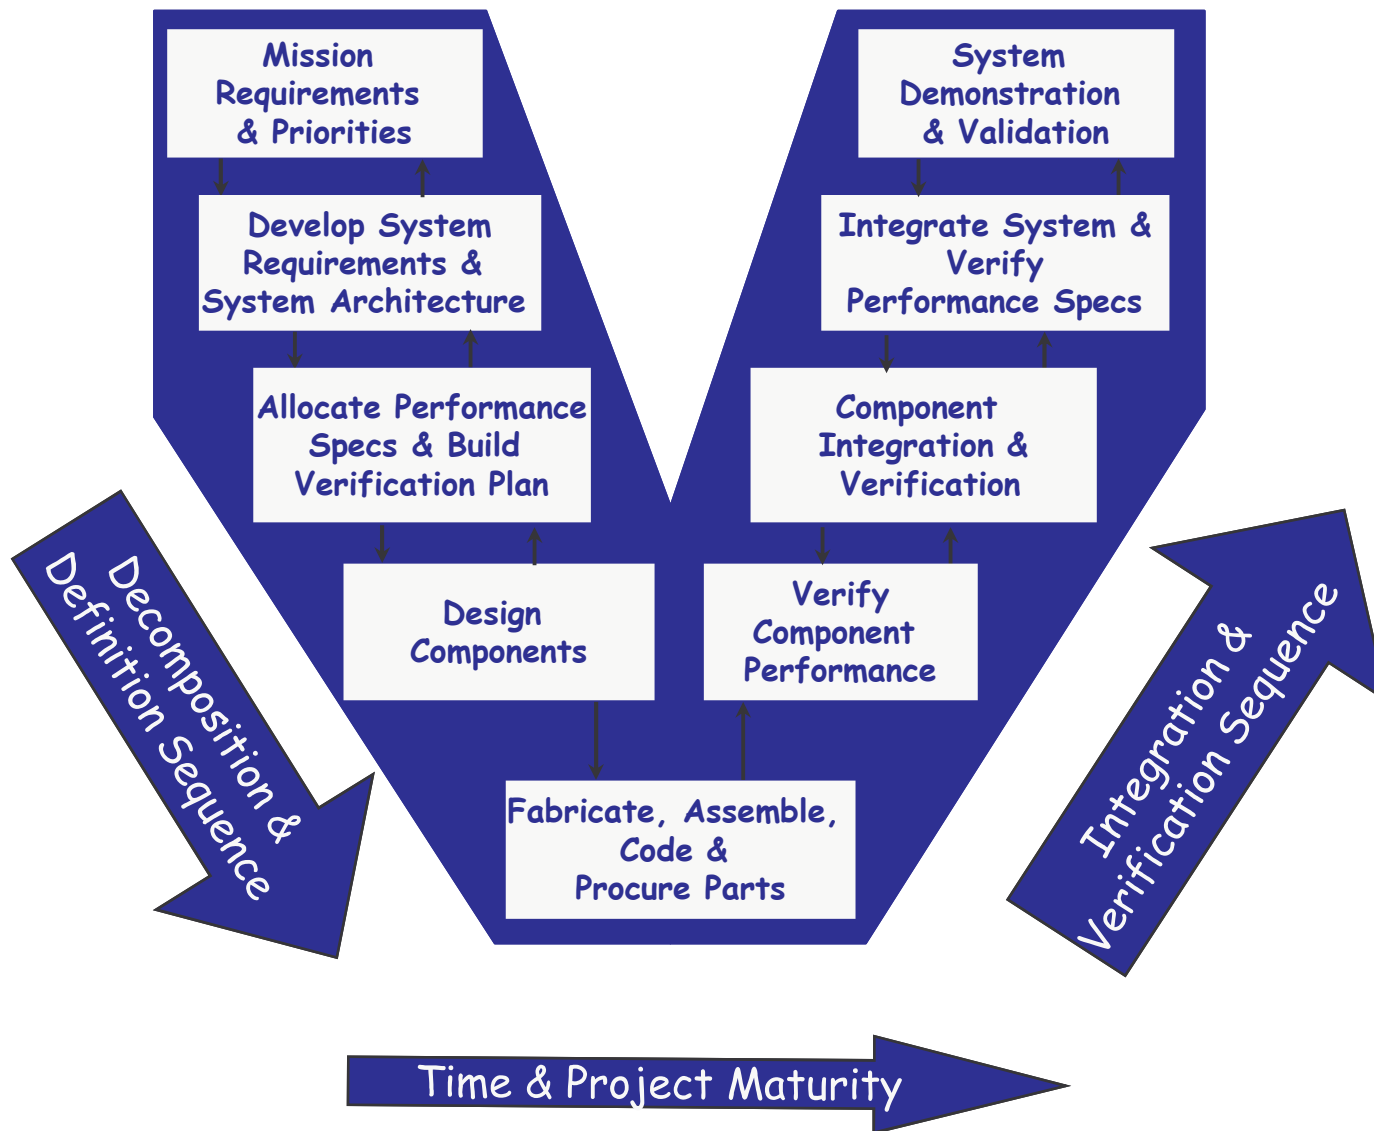 Mission
Requirements
& Priorities
Develop System
Requirements &
System Architecture
Allocate Performance
Specs & Build
Verification Plan
Design
Components
Fabricate, Assemble,
Code &
Procure Parts
Verify
Component
Performance
Component
Integration &
Verification
Integrate System &
Verify
Performance Specs
System
Demonstration
& Validation
Decomposition &
Definition Sequence
Integration &
Verification Sequence
Time & Project Maturity